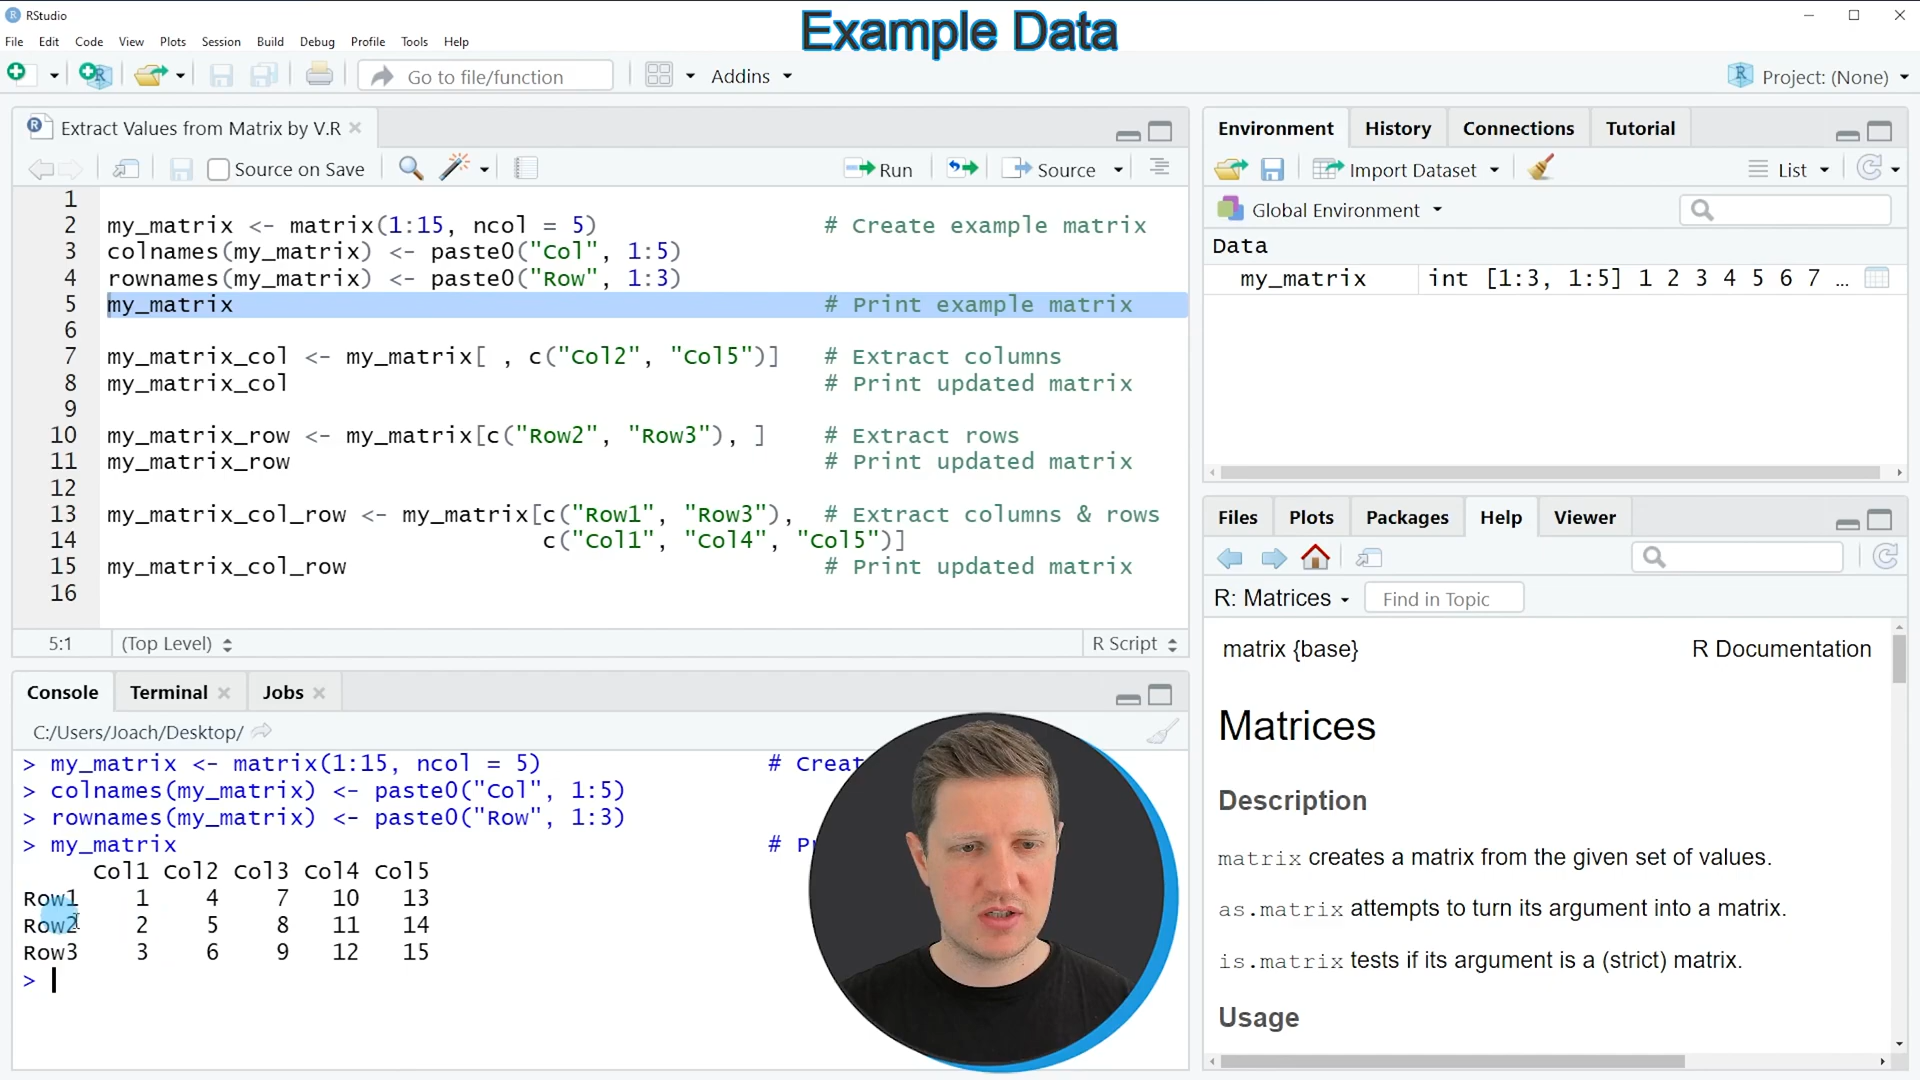 RStudio
Example Data
File Edit Code View Plots Session Build Debug Profile Tools Help
Go to file/function
Addins
Project: (None)
Extract Values from Matrix by V.R
Source on Save
Run
Source
1
2 my_matrix <- matrix(1:15, ncol = 5) # Create example matrix
3 colnames(my_matrix) <- paste0("Col", 1:5)
4 rownames(my_matrix) <- paste0("Row", 1:3)
5 my_matrix # Print example matrix
6
7 my_matrix_col <- my_matrix[ , c("Col2", "Col5")] # Extract columns
8 my_matrix_col # Print updated matrix
9
10 my_matrix_row <- my_matrix[c("Row2", "Row3"), ] # Extract rows
11 my_matrix_row # Print updated matrix
12
13 my_matrix_col_row <- my_matrix[c("Row1", "Row3"), # Extract columns & rows
14 c("Col1", "Col4", "Col5")]
15 my_matrix_col_row # Print updated matrix
16
5:1 (Top Level) R Script
Console Terminal Jobs
C:/Users/Joach/Desktop/
> my_matrix <- matrix(1:15, ncol = 5) # Creat
> colnames(my_matrix) <- paste0("Col", 1:5)
> rownames(my_matrix) <- paste0("Row", 1:3)
> my_matrix # Pr
Col1 Col2 Col3 Col4 Col5
Row1 1 4 7 10 13
Row2 2 5 8 11 14
Row3 3 6 9 12 15
>
Environment History Connections Tutorial
Import Dataset
List
Global Environment
Data
my_matrix int [1:3, 1:5] 1 2 3 4 5 6 7 ...
Files Plots Packages Help Viewer
R: Matrices
Find in Topic
matrix {base} R Documentation
Matrices
Description
matrix creates a matrix from the given set of values.
as.matrix attempts to turn its argument into a matrix.
is.matrix tests if its argument is a (strict) matrix.
Usage